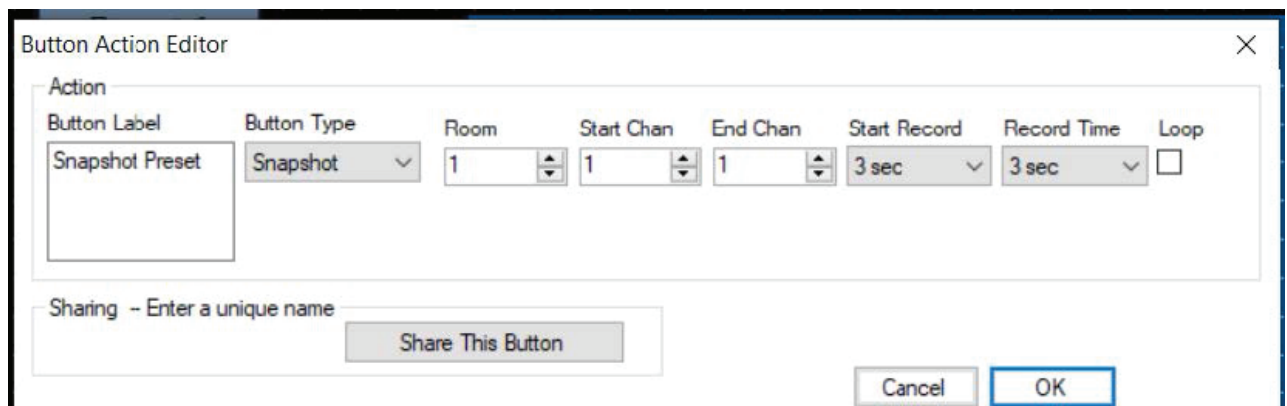 Button Action Editor
Action
Button Label Button Type Room Start Chan End Chan Start Record Record Time Loop
Snapshot Preset Snapshot 1 1 1 3 sec 3 sec
Sharing -- Enter a unique name
Share This Button
Cancel OK